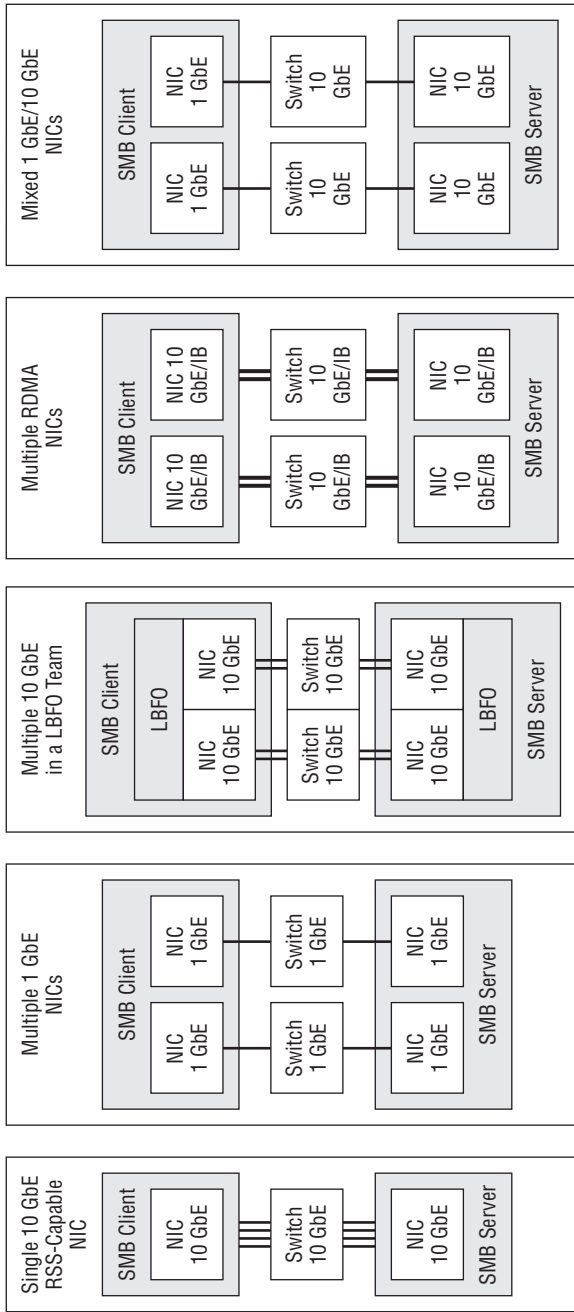 Single 10 GbE
RSS-Capable
NIC
SMB Client
NIC
10 GbE
Switch
10 GbE
NIC
10 GbE
SMB Server
Multiple 1 GbE
NICs
SMB Client
NIC
1 GbE
NIC
1 GbE
Switch
1 GbE
Switch
1 GbE
NIC
1 GbE
NIC
1 GbE
SMB Server
Multiple 10 GbE
in a LBFO Team
SMB Client
LBFO
NIC
10 GbE
NIC
10 GbE
Switch
10 GbE
Switch
10 GbE
NIC
10 GbE
NIC
10 GbE
LBFO
SMB Server
Multiple RDMA
NICs
SMB Client
NIC 10
GbE/IB
NIC 10
GbE/IB
Switch
10
GbE/IB
Switch
10
GbE/IB
NIC
10
GbE/IB
NIC
10
GbE/IB
SMB Server
Mixed 1 GbE/10 GbE
NICs
SMB Client
NIC
1 GbE
NIC
1 GbE
Switch
10
GbE
Switch
10
GbE
NIC
10
GbE
NIC
10
GbE
SMB Server